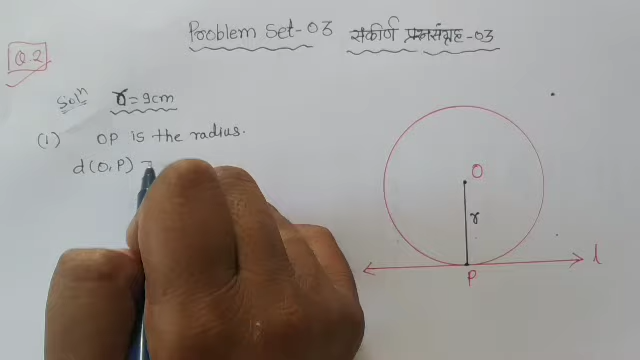 Problem Set-03 संकीर्ण प्रश्नसंग्रह-03
Q.2
Solⁿ r = 9cm
(1) OP is the radius.
d(O,P) =
O
r
P
l